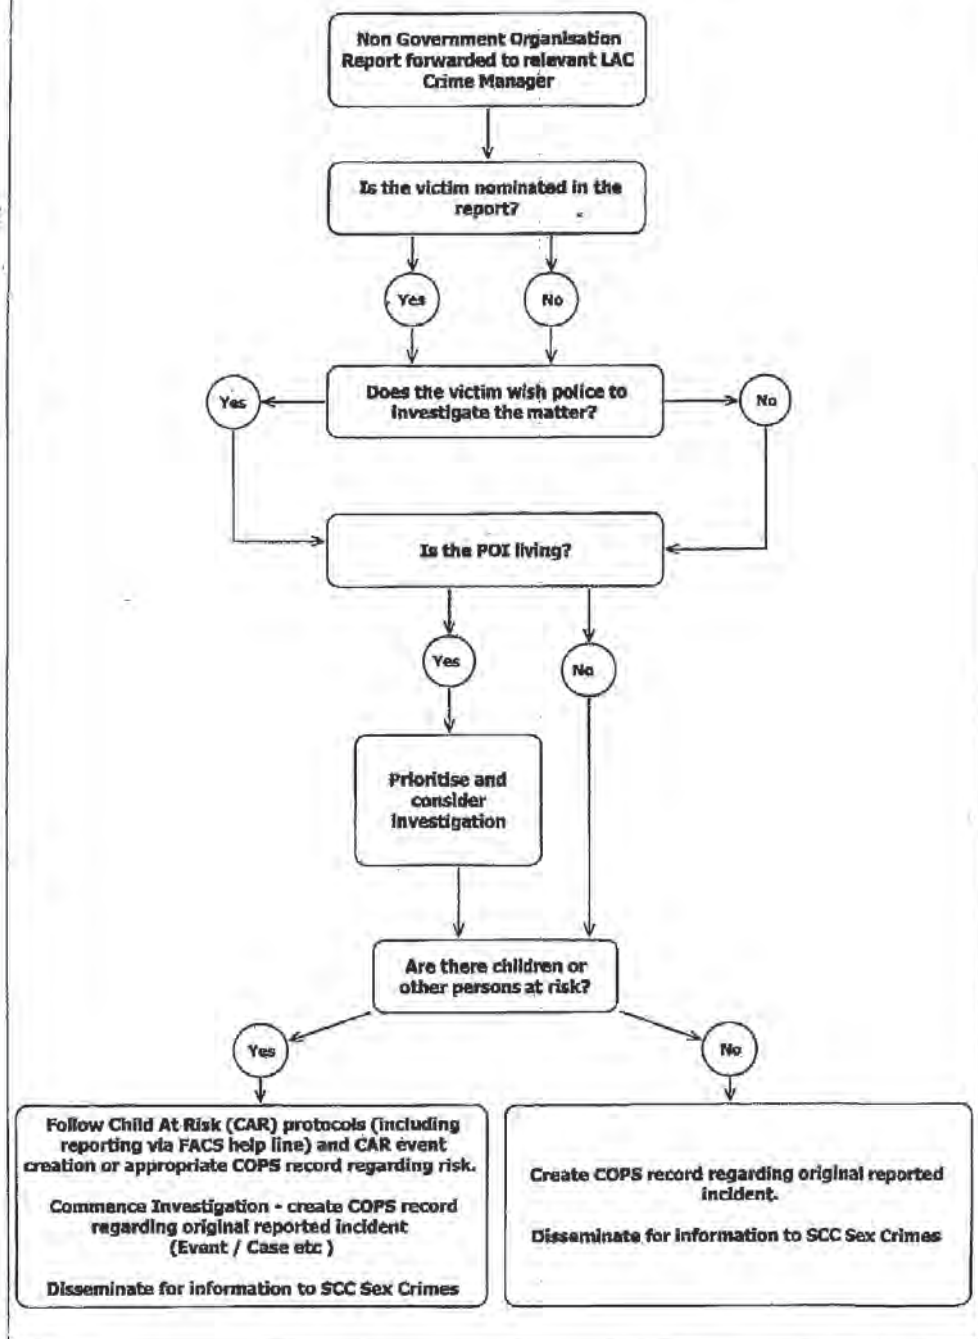 Non Government Organisation
Report forwarded to relevant LAC
Crime Manager
Is the victim nominated in the
report?
Yes
No
Does the victim wish police to
investigate the matter?
Yes
No
Is the POI living?
Yes
No
Prioritise and
consider
investigation
Are there children or
other persons at risk?
Yes
No
Follow Child At Risk (CAR) protocols (including
reporting via FACS help line) and CAR event
creation or appropriate COPS record regarding risk.
Commence Investigation - create COPS record
regarding original reported incident
(Event / Case etc )
Disseminate for information to SCC Sex Crimes
Create COPS record regarding original reported
incident.
Disseminate for information to SCC Sex Crimes